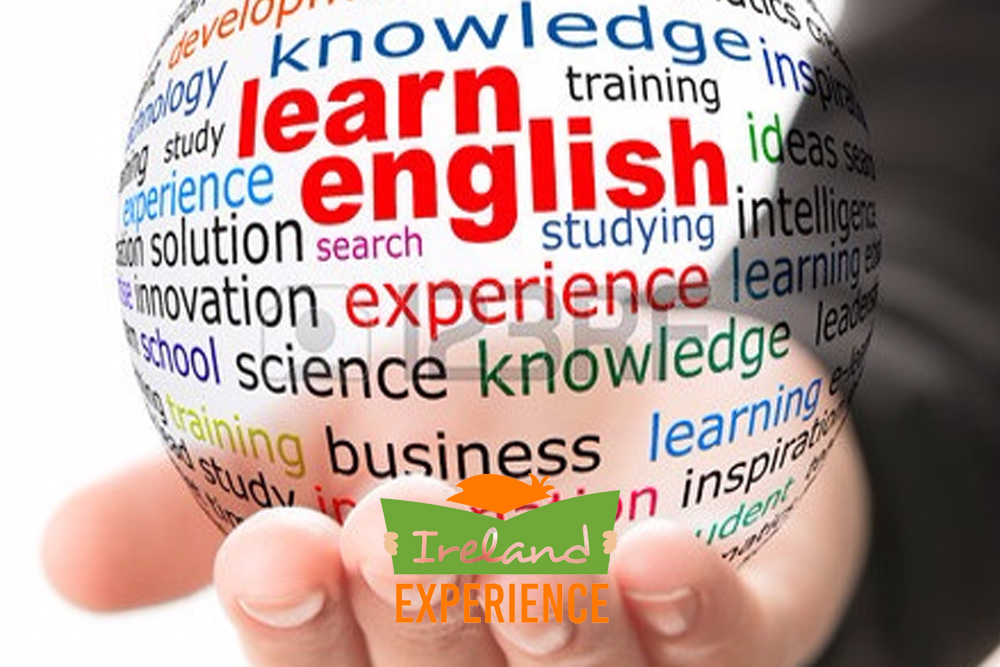 development
knowledge
learn
training
study
english
ideas
experience
solution
search
studying
intelligence
innovation
experience
learning
school
science
knowledge
training
business
learning
study
inspiration
Ireland
EXPERIENCE